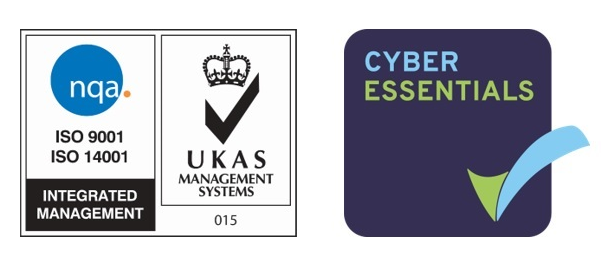 nqa.
ISO 9001
ISO 14001
INTEGRATED
MANAGEMENT
UKAS
MANAGEMENT
SYSTEMS
015
CYBER
ESSENTIALS